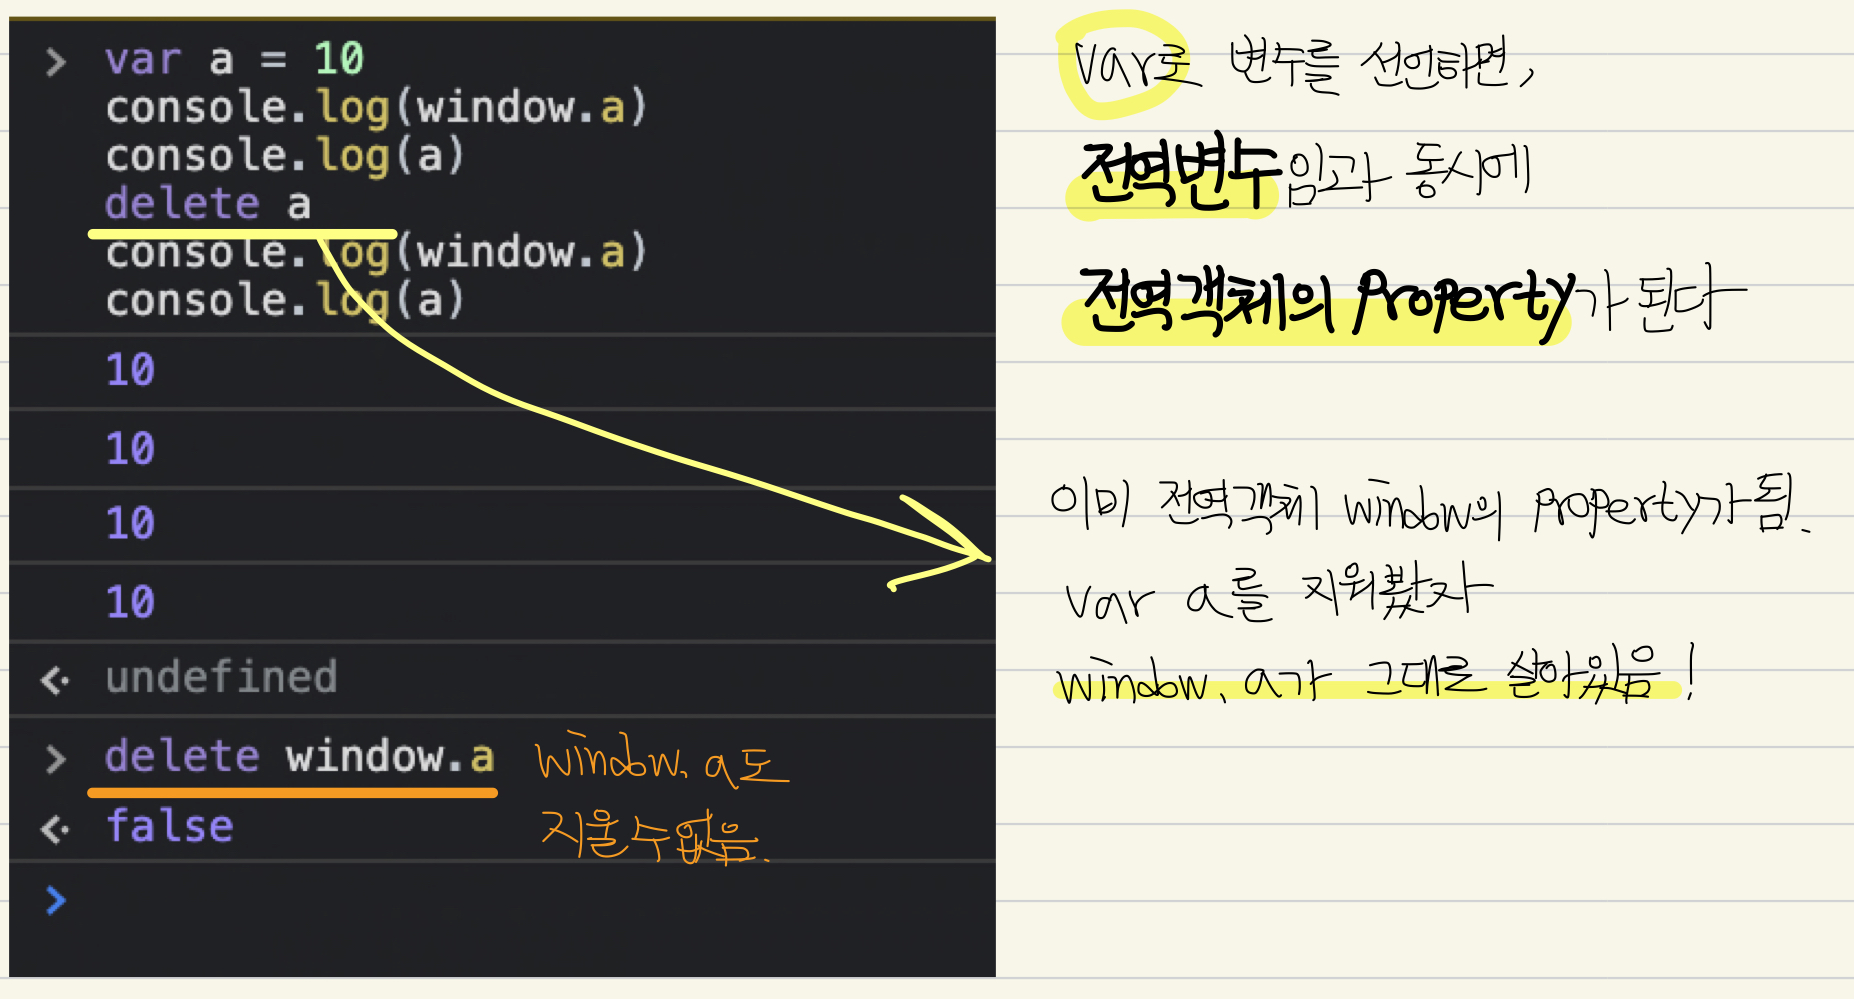 > var a = 10
console.log(window.a)
console.log(a)
delete a
console.log(window.a)
console.log(a)
10
10
10
10
undefined
> delete window.a
false
>
window.a도
지울 수 없음.
var로 변수를 선언하면,
전역변수임과 동시에
전역객체의 Property가 된다
이미 전역객체 window의 property가 됨.
var a를 지워봤자
window.a가 그대로 살아있음!